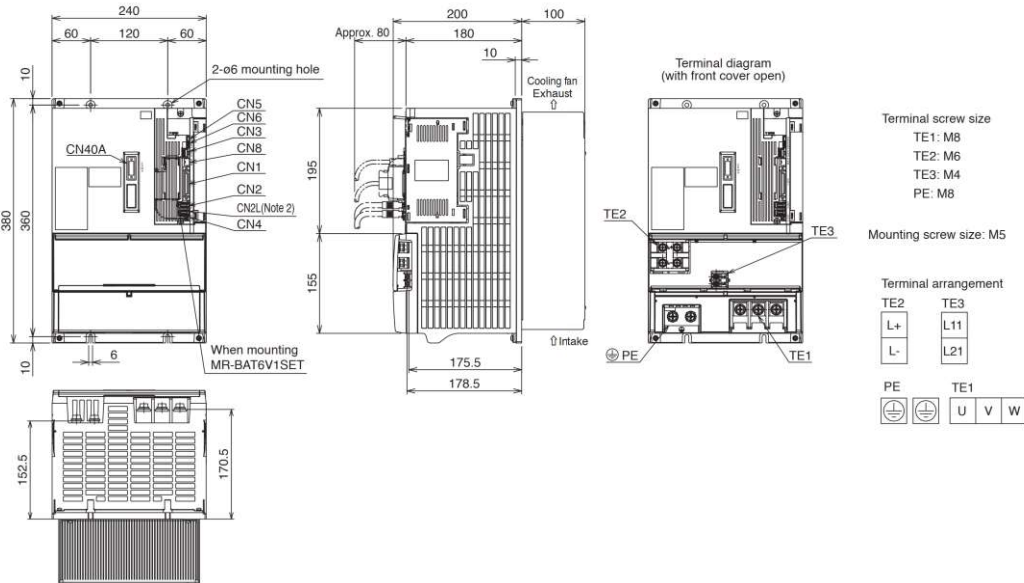 240
60
120
60
10
2-ø6 mounting hole
CN5
CN6
CN3
CN8
CN1
CN2
CN2L(Note 2)
CN4
CN40A
380
360
10
6
When mounting
MR-BAT6V1SET
152.5
170.5
200
100
Approx. 80
180
10
Cooling fan
Exhaust
195
155
Intake
175.5
178.5
Terminal diagram
(with front cover open)
TE2
TE3
PE
TE1
Terminal screw size
TE1: M8
TE2: M6
TE3: M4
PE: M8
Mounting screw size: M5
Terminal arrangement
TE2 TE3
L+ L11
L- L21
PE TE1
U V W